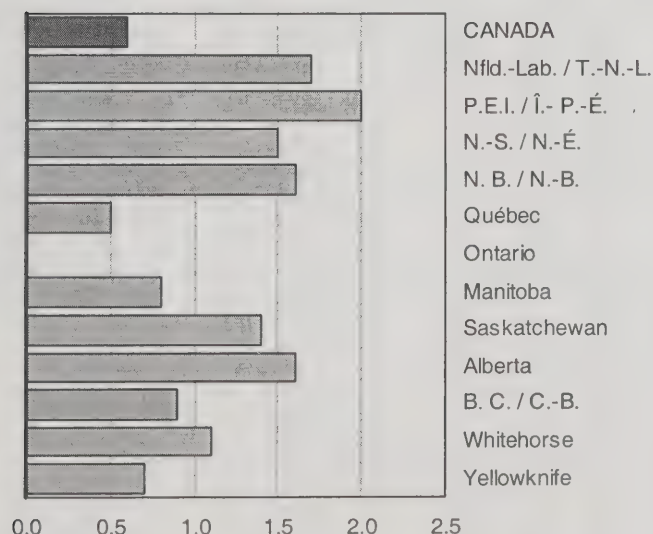 CANADA
Nfld.-Lab. / T.-N.-L.
P.E.I. / Î.- P.-É.
N.-S. / N.-É.
N. B. / N.-B.
Québec
Ontario
Manitoba
Saskatchewan
Alberta
B. C. / C.-B.
Whitehorse
Yellowknife
0.0 0.5 1.0 1.5 2.0 2.5